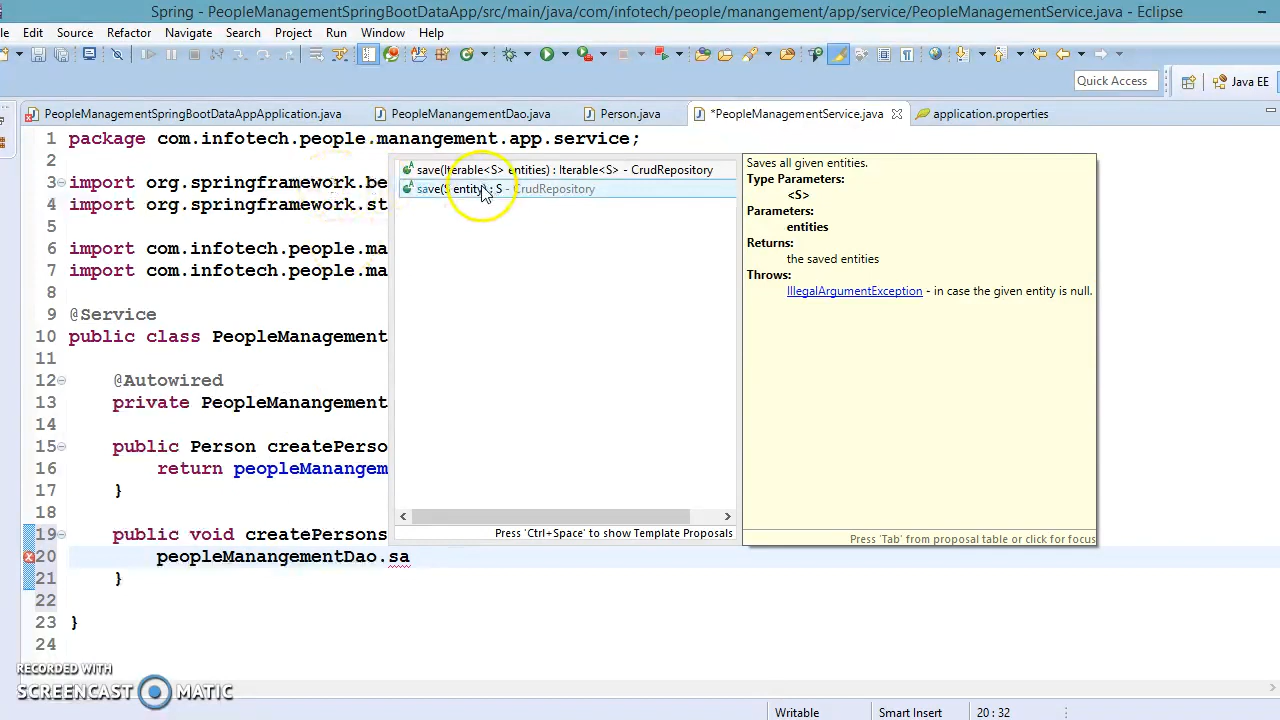 Spring - PeopleManagementSpringBootDataApp/src/main/java/com/infotech/people/manangement/app/service/PeopleManagementService.java - Eclipse
Edit Source Refactor Navigate Search Project Run Window Help
Quick Access
Java EE
PeopleManagementSpringBootDataAppApplication.java
PeopleManangementDao.java
Person.java
*PeopleManagementService.java
application.properties
1 package com.infotech.people.manangement.app.service;
2
3 import org.springframework.be
4 import org.springframework.st
5
6 import com.infotech.people.ma
7 import com.infotech.people.ma
8
9 @Service
10 public class PeopleManagement
11
12 @Autowired
13 private PeopleManangement
14
15 public Person createPerso
16 return peopleManangem
17 }
18
19 public void createPersons
20 peopleManangementDao.sa
21 }
22
23 }
24
save(Iterable<S> entities) : Iterable<S> - CrudRepository
save(S entity) : S - CrudRepository
Press 'Ctrl+Space' to show Template Proposals
Saves all given entities.
Type Parameters:
<S>
Parameters:
entities
Returns:
the saved entities
Throws:
IllegalArgumentException - in case the given entity is null.
Press 'Tab' from proposal table or click for focus
RECORDED WITH
SCREENCAST MATIC
Writable
Smart Insert
20 : 32